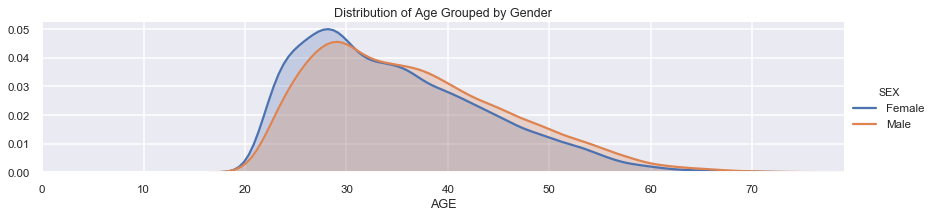 Distribution of Age Grouped by Gender
0.05
0.04
0.03
0.02
0.01
0.00
0 10 20 30 40 50 60 70
AGE
SEX
Female
Male